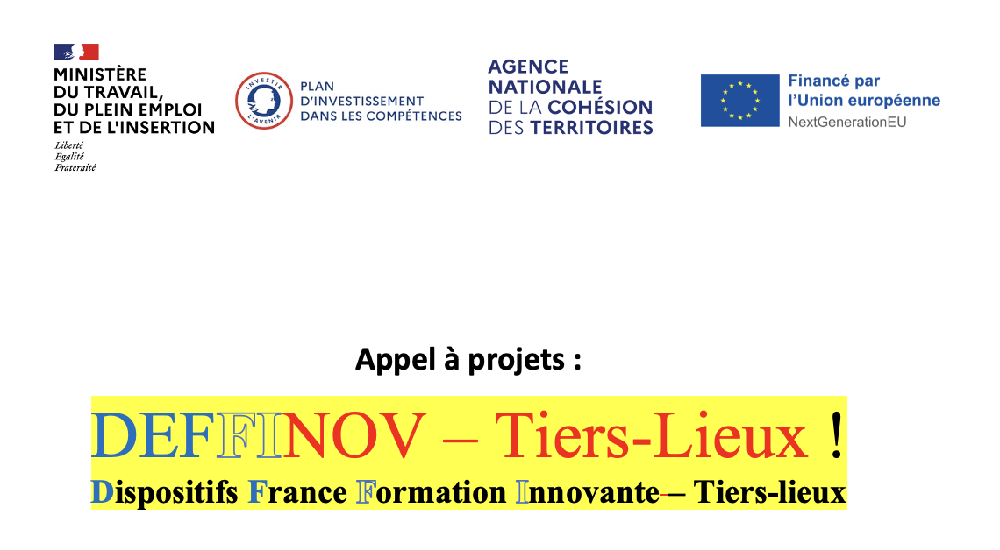 MINISTÈRE
DU TRAVAIL,
DU PLEIN EMPLOI
ET DE L'INSERTION
Liberté
Égalité
Fraternité
INVESTIR
L'AVENIR
PLAN
D'INVESTISSEMENT
DANS LES COMPÉTENCES
AGENCE
NATIONALE
DE LA COHÉSION
DES TERRITOIRES
Financé par
l'Union européenne
NextGenerationEU
Appel à projets :
DEFFINOV – Tiers-Lieux !
Dispositifs France Formation Innovante – Tiers-lieux